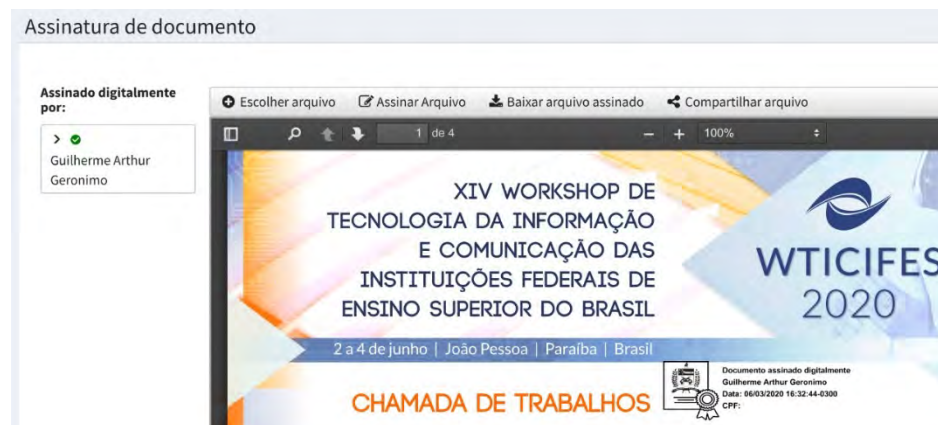 Assinatura de documento
Assinado digitalmente
por:
Guilherme Arthur
Geronimo
Escolher arquivo Assinar Arquivo Baixar arquivo assinado Compartilhar arquivo
1 de 4 100%
XIV WORKSHOP DE
TECNOLOGIA DA INFORMAÇÃO
E COMUNICAÇÃO DAS
INSTITUIÇÕES FEDERAIS DE
ENSINO SUPERIOR DO BRASIL
WTICIFES
2020
2 a 4 de junho | João Pessoa | Paraíba | Brasil
CHAMADA DE TRABALHOS
Documento assinado digitalmente
Guilherme Arthur Geronimo
Data: 06/03/2020 16:32:44-0300
CPF: